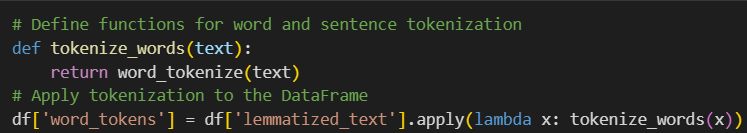 # Define functions for word and sentence tokenization
def tokenize_words(text):
    return word_tokenize(text)
# Apply tokenization to the DataFrame
df['word_tokens'] = df['lemmatized_text'].apply(lambda x: tokenize_words(x))